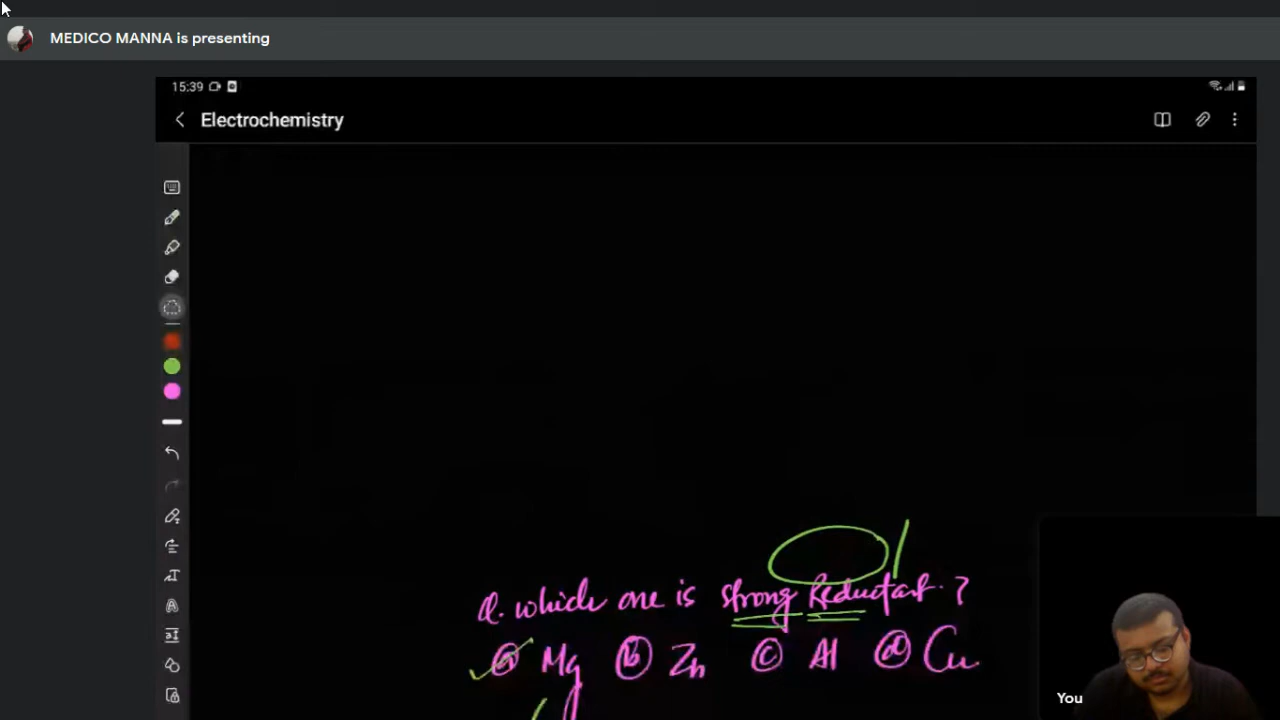 MEDICO MANNA is presenting
15:39
Electrochemistry
Q. which one is strong Reductant. ?
(a) Mg (b) Zn (c) Al (d) Cu
You